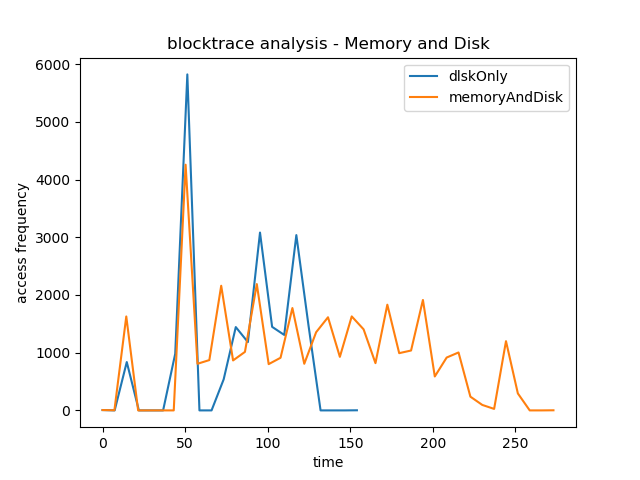 blocktrace analysis - Memory and Disk
dlskOnly
memoryAndDisk
access frequency
6000
5000
4000
3000
2000
1000
0
0 50 100 150 200 250
time